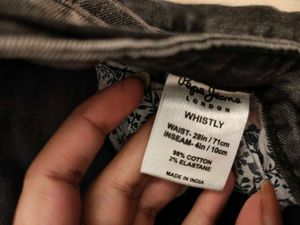 Pepe Jeans
LONDON
WHISTLY
WAIST- 28in / 71cm
INSEAM- 4in / 10cm
98% COTTON
2% ELASTANE
MADE IN INDIA